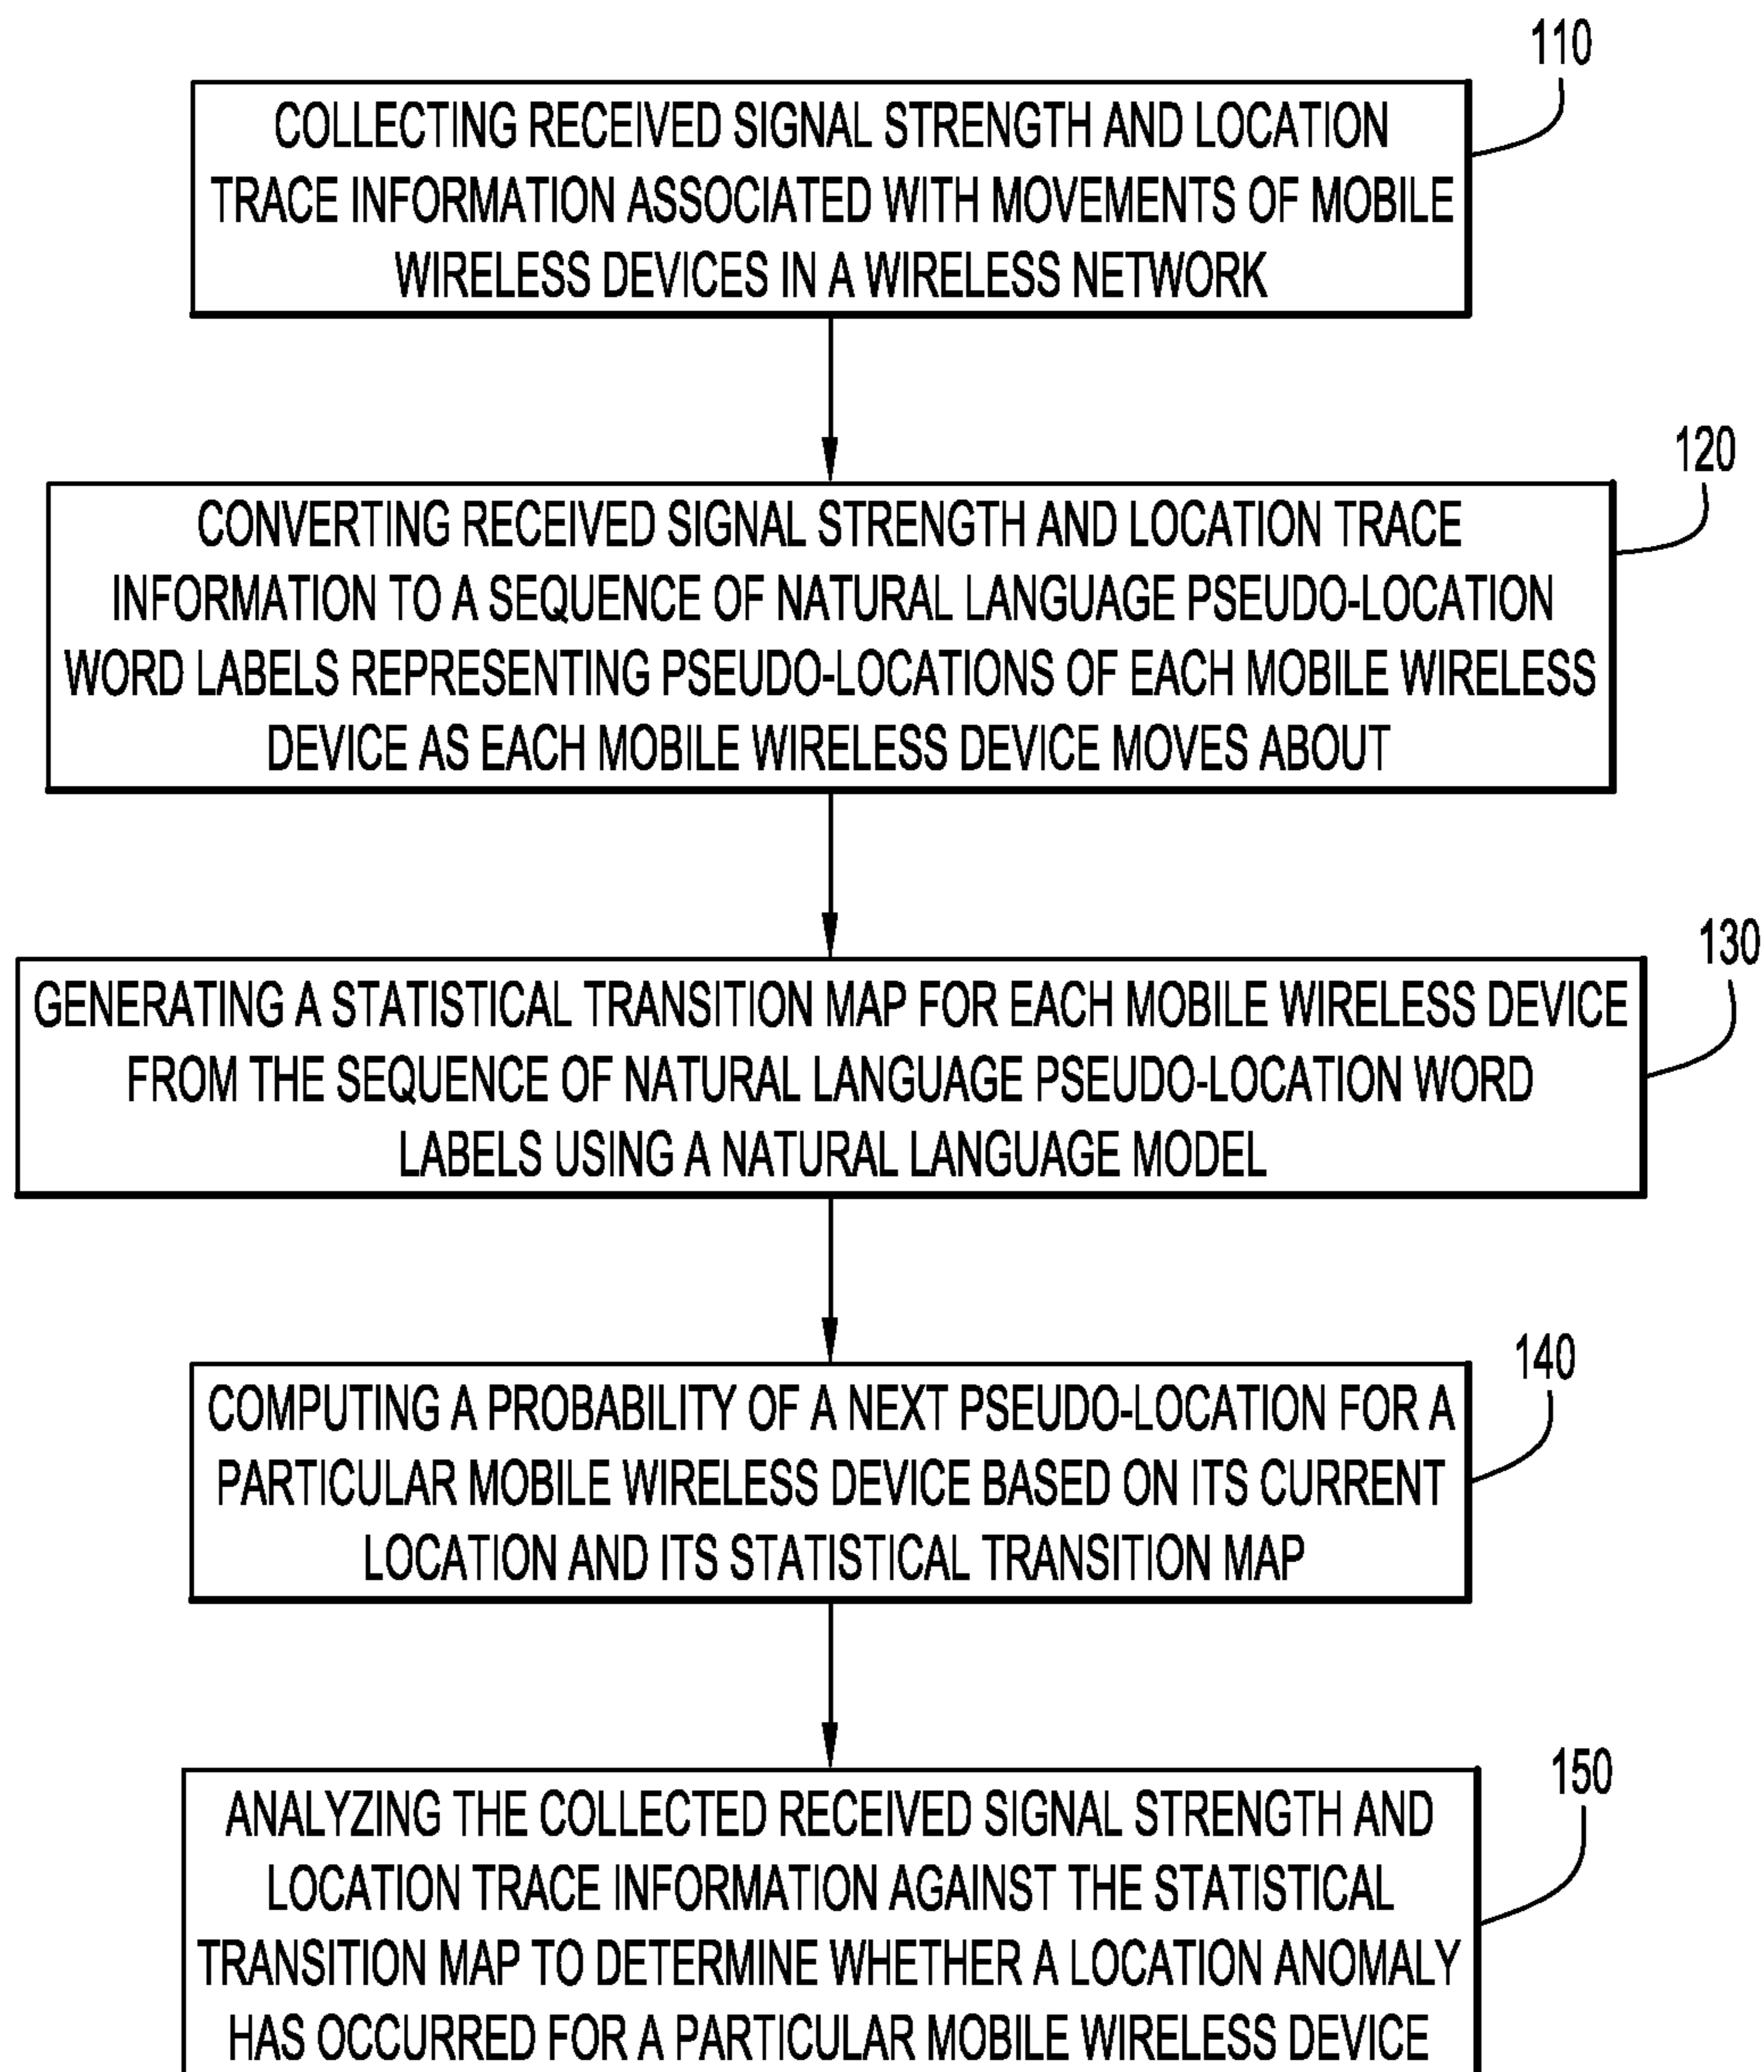 110
COLLECTING RECEIVED SIGNAL STRENGTH AND LOCATION
TRACE INFORMATION ASSOCIATED WITH MOVEMENTS OF MOBILE
WIRELESS DEVICES IN A WIRELESS NETWORK
120
CONVERTING RECEIVED SIGNAL STRENGTH AND LOCATION TRACE
INFORMATION TO A SEQUENCE OF NATURAL LANGUAGE PSEUDO-LOCATION
WORD LABELS REPRESENTING PSEUDO-LOCATIONS OF EACH MOBILE WIRELESS
DEVICE AS EACH MOBILE WIRELESS DEVICE MOVES ABOUT
130
GENERATING A STATISTICAL TRANSITION MAP FOR EACH MOBILE WIRELESS DEVICE
FROM THE SEQUENCE OF NATURAL LANGUAGE PSEUDO-LOCATION WORD
LABELS USING A NATURAL LANGUAGE MODEL
140
COMPUTING A PROBABILITY OF A NEXT PSEUDO-LOCATION FOR A
PARTICULAR MOBILE WIRELESS DEVICE BASED ON ITS CURRENT
LOCATION AND ITS STATISTICAL TRANSITION MAP
150
ANALYZING THE COLLECTED RECEIVED SIGNAL STRENGTH AND
LOCATION TRACE INFORMATION AGAINST THE STATISTICAL
TRANSITION MAP TO DETERMINE WHETHER A LOCATION ANOMALY
HAS OCCURRED FOR A PARTICULAR MOBILE WIRELESS DEVICE